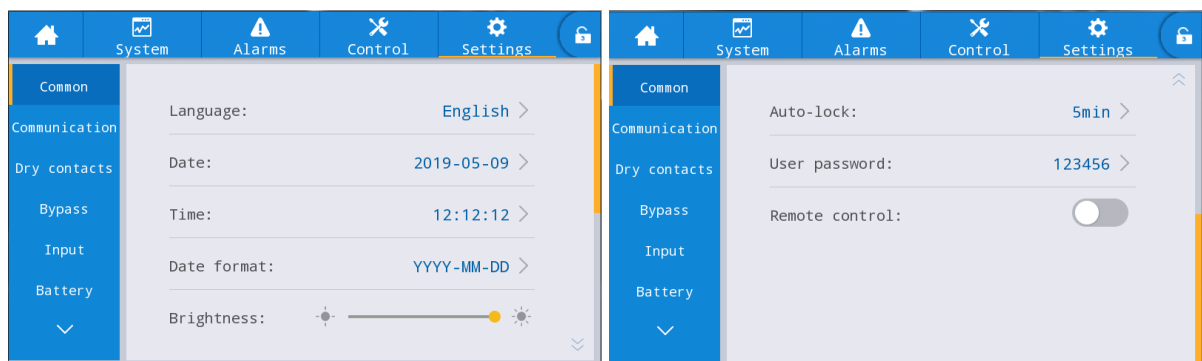 System Alarms Control Settings
Common
Communication
Dry contacts
Bypass
Input
Battery
Language: English
Date: 2019-05-09
Time: 12:12:12
Date format: YYYY-MM-DD
Brightness:
System Alarms Control Settings
Common
Communication
Dry contacts
Bypass
Input
Battery
Auto-lock: 5min
User password: 123456
Remote control: